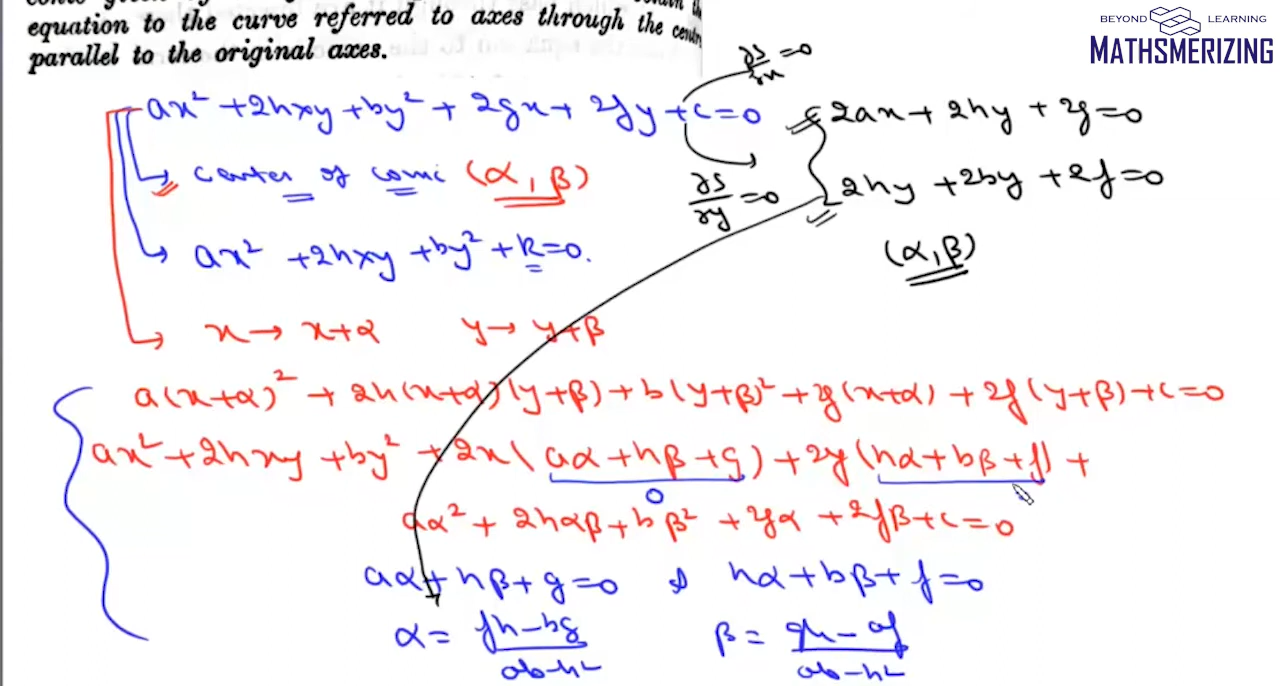 equation to the curve referred to axes through the centr
parallel to the original axes.
BEYOND LEARNING
MATHSMERIZING
ax² + 2hxy + by² + 2gx + 2fy + c = 0
∂S/∂x = 0
2ax + 2hy + 2g = 0
→ center of conic (α, β)
∂S/∂y = 0
2hy + 2by + 2f = 0
→ ax² + 2hxy + by² + k = 0.
(α, β)
→ x → x+α y → y+β
a(x+α)² + 2h(x+α)(y+β) + b(y+β)² + 2g(x+α) + 2f(y+β) + c = 0
ax² + 2hxy + by² + 2x(aα + hβ + g) + 2y(hα + bβ + f) +
0
aα² + 2hαβ + bβ² + 2gα + 2fβ + c = 0
aα + hβ + g = 0 & hα + bβ + f = 0
α = (fh - bg)/(ab - h²) β = (gh - af)/(ab - h²)